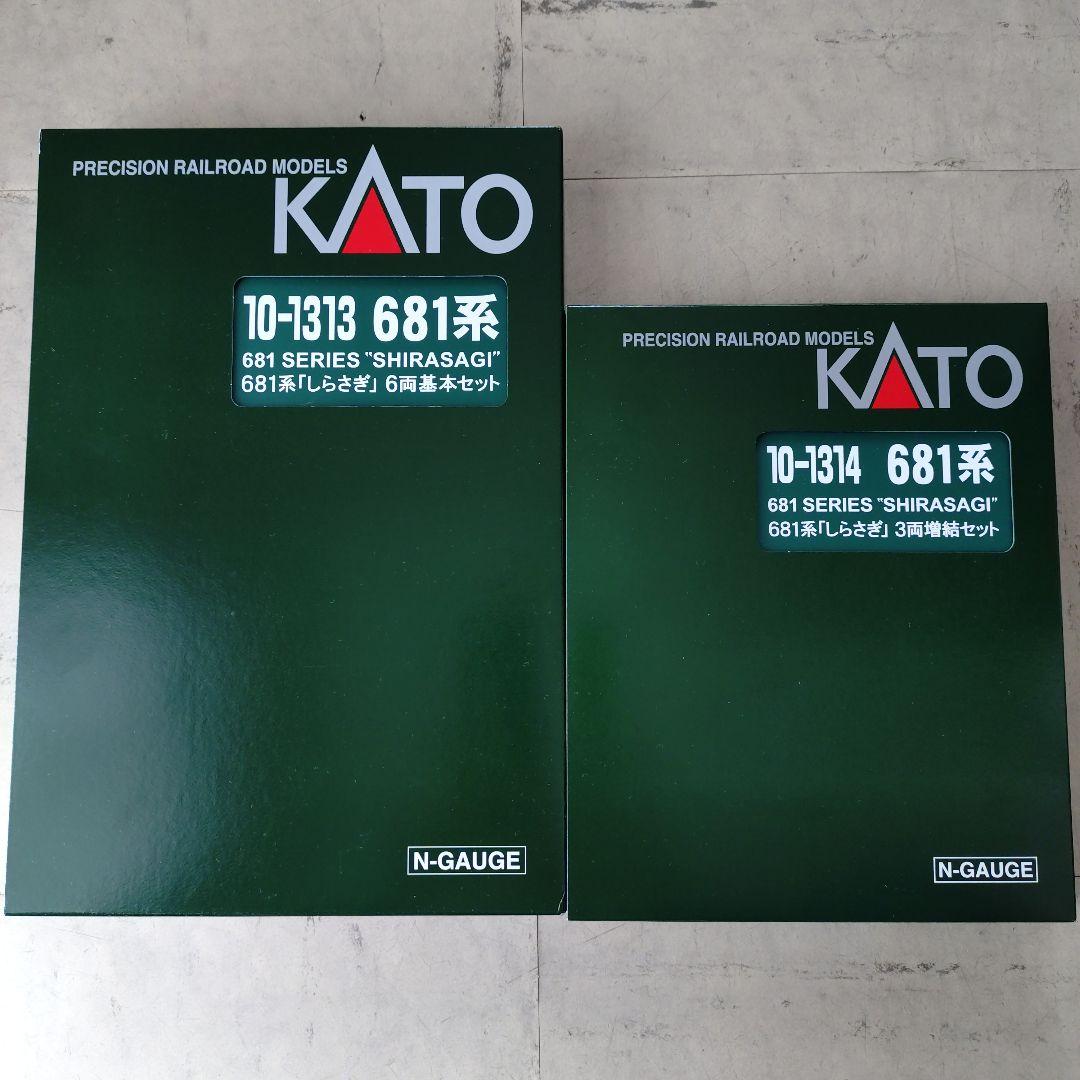 PRECISION RAILROAD MODELS
KATO
10-1313 681系
681 SERIES "SHIRASAGI"
681系「しらさぎ」 6両基本セット
N-GAUGE
PRECISION RAILROAD MODELS
KATO
10-1314 681系
681 SERIES "SHIRASAGI"
681系「しらさぎ」 3両増結セット
N-GAUGE